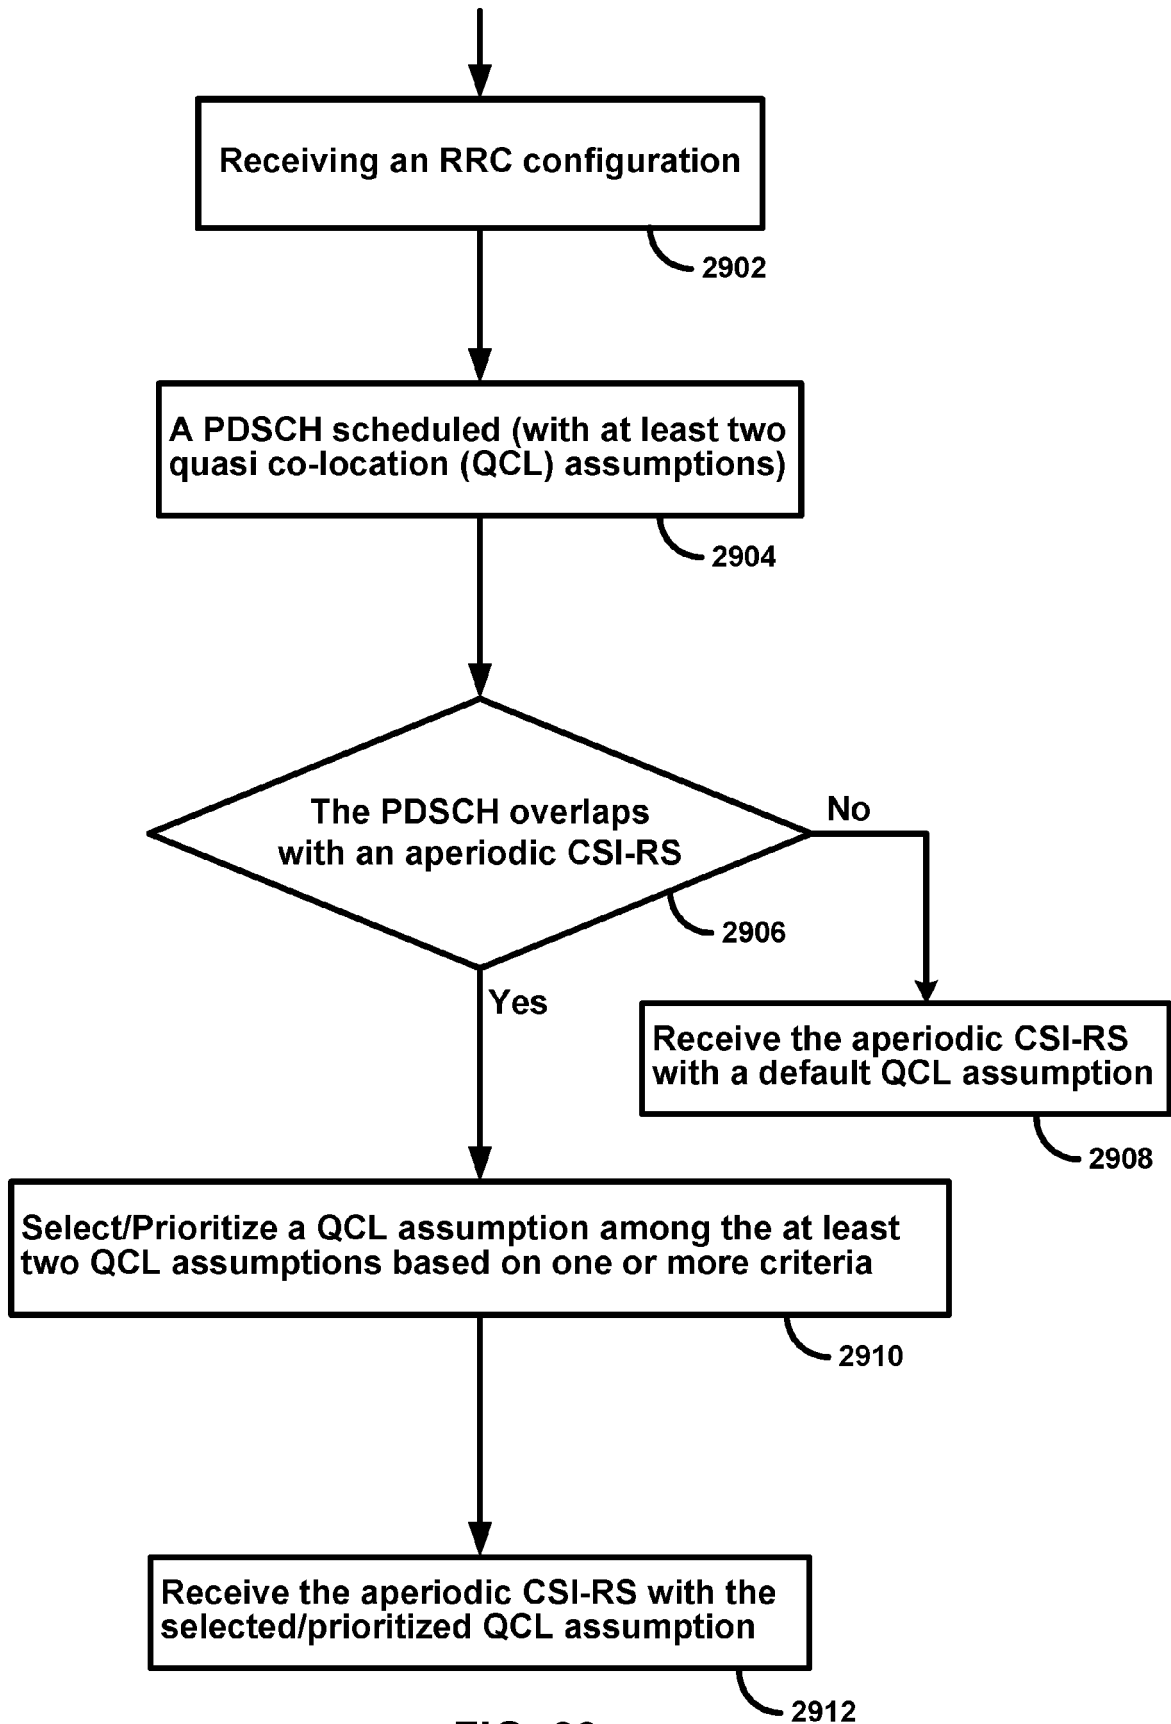 Receiving an RRC configuration
2902
A PDSCH scheduled (with at least two
quasi co-location (QCL) assumptions)
2904
The PDSCH overlaps
with an aperiodic CSI-RS
No
2906
Yes
Receive the aperiodic CSI-RS
with a default QCL assumption
2908
Select/Prioritize a QCL assumption among the at least
two QCL assumptions based on one or more criteria
2910
Receive the aperiodic CSI-RS with the
selected/prioritized QCL assumption
2912